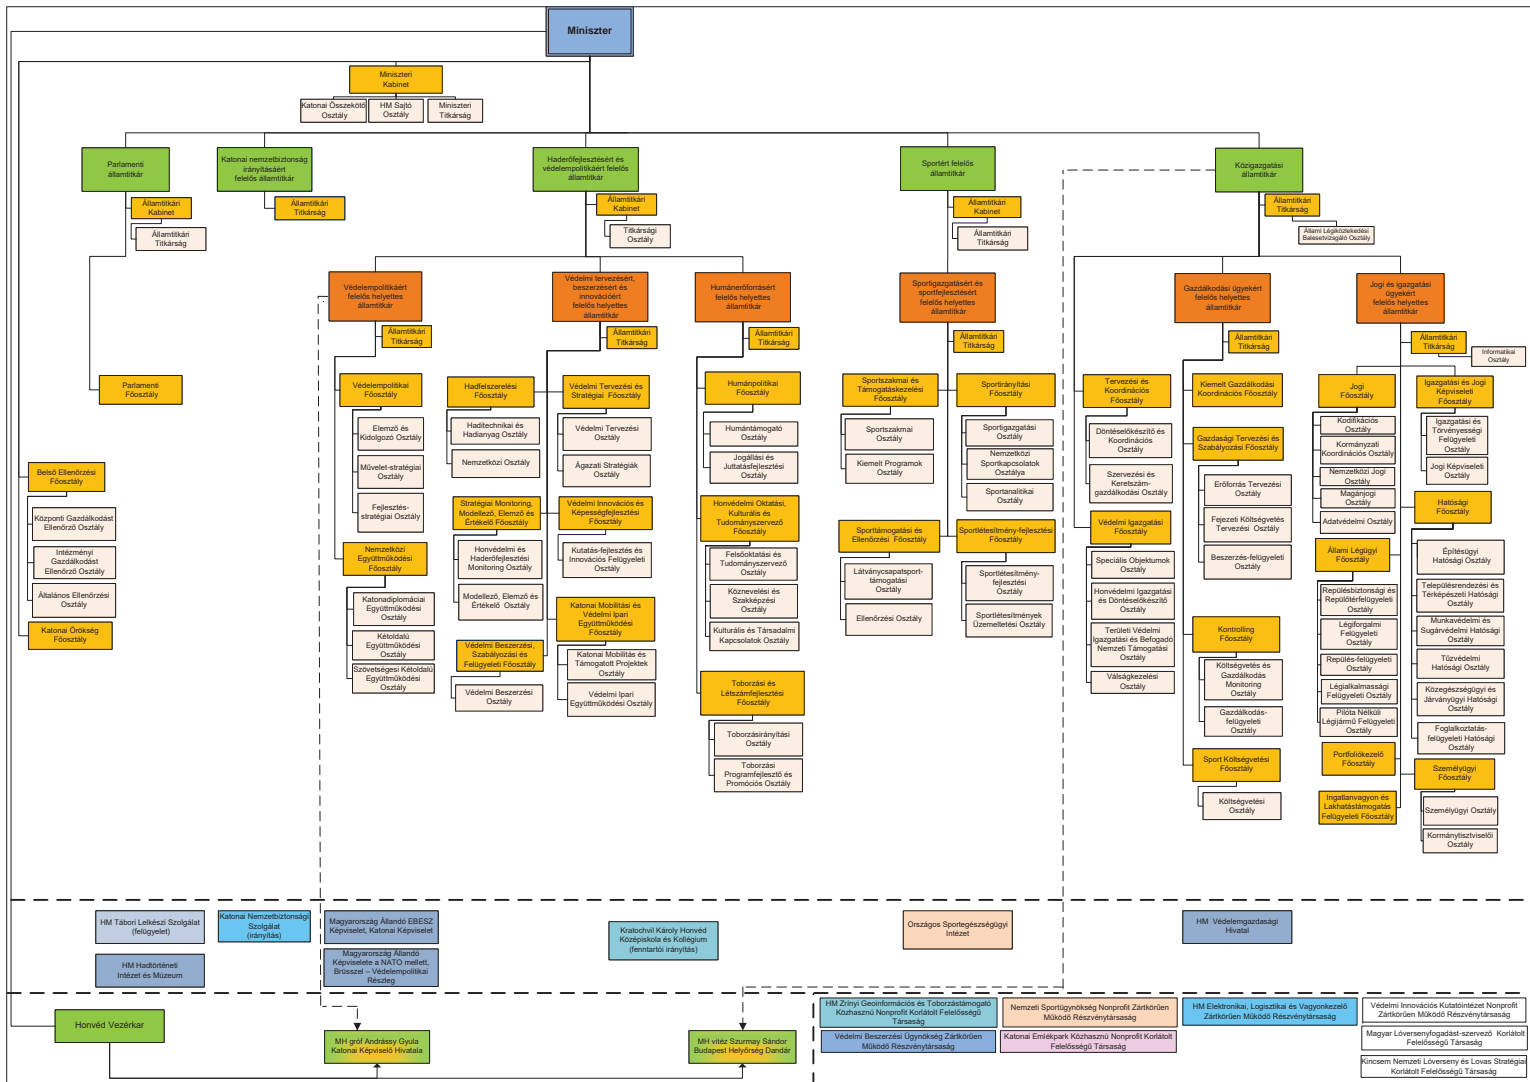 Miniszter
Miniszteri
Kabinet
Katonai Összekötő
Osztály
HM Sajtó
Osztály
Miniszteri
Titkárság
Parlamenti
államtitkár
Katonai nemzetbiztonság
irányításáért
felelős államtitkár
Haderőfejlesztésért és
védelempolitikáért felelős
államtitkár
Sportért felelős
államtitkár
Közigazgatási
államtitkár
Államtitkári
Kabinet
Államtitkári
Titkárság
Államtitkári
Titkárság
Államtitkári
Kabinet
Titkársági
Osztály
Államtitkári
Kabinet
Államtitkári
Titkárság
Államtitkári
Titkárság
Állami Légiközlekedési
Balesetvizsgáló Osztály
Védelempolitikáért
felelős helyettes
államtitkár
Védelmi tervezésért,
beszerzésért és
innovációért
felelős helyettes
államtitkár
Humánerőforrásért
felelős helyettes
államtitkár
Sportigazgatásért és
sportfejlesztésért
felelős helyettes
államtitkár
Gazdálkodási ügyekért
felelős helyettes
államtitkár
Jogi és igazgatási
ügyekért
felelős helyettes
államtitkár
Államtitkári
Titkárság
Államtitkári
Titkárság
Államtitkári
Titkárság
Államtitkári
Titkárság
Államtitkári
Titkárság
Államtitkári
Titkárság
Informatikai
Osztály
Parlamenti
Főosztály
Védelempolitikai
Főosztály
Elemző és
Kidolgozó Osztály
Művelet-stratégiai
Osztály
Fejlesztés-
stratégiai Osztály
Nemzetközi
Együttműködési
Főosztály
Katonadiplomáciai
Együttműködési
Osztály
Kétoldalú
Együttműködési
Osztály
Szövetségesi Kétoldalú
Együttműködési
Osztály
Hadfelszerelési
Főosztály
Haditechnikai és
Hadianyag Osztály
Nemzetközi Osztály
Stratégiai Monitoring,
Modellező, Elemző és
Értékelő Főosztály
Honvédelmi és
Haderőfejlesztési
Monitoring Osztály
Modellező, Elemző és
Értékelő Osztály
Védelmi Beszerzési,
Szabályozási és
Felügyeleti Főosztály
Védelmi Beszerzési
Osztály
Védelmi Tervezési és
Stratégiai Főosztály
Védelmi Tervezési
Osztály
Ágazati Stratégiák
Osztály
Védelmi Innovációs és
Képességfejlesztési
Főosztály
Kutatás-fejlesztés és
Innovációs Felügyeleti
Osztály
Katonai Mobilitási és
Védelmi Ipari
Együttműködési
Főosztály
Katonai Mobilitás és
Támogatott Projektek
Osztály
Védelmi Ipari
Együttműködési Osztály
Humánpolitikai
Főosztály
Humántámogató
Osztály
Jogállási és
Juttatásfejlesztési
Osztály
Honvédelmi Oktatási,
Kulturális és
Tudományszervező
Főosztály
Felsőoktatási és
Tudományszervező
Osztály
Köznevelési és
Szakképzési
Osztály
Kulturális és Társadalmi
Kapcsolatok Osztály
Toborzási és
Létszámfejlesztési
Főosztály
Toborzásirányítási
Osztály
Toborzási
Programfejlesztő és
Promóciós Osztály
Sportszakmai és
Támogatáskezelési
Főosztály
Sportszakmai
Osztály
Kiemelt Programok
Osztály
Sporttámogatási és
Ellenőrzési Főosztály
Látványcsapatsport-
támogatási
Osztály
Ellenőrzési Osztály
Sportirányítási
Főosztály
Sportigazgatási
Osztály
Nemzetközi
Sportkapcsolatok
Osztálya
Sportanalitikai
Osztály
Sportlétesítmény-fejlesztési
Főosztály
Sportlétesítmény-
fejlesztési
Osztály
Sportlétesítmények
Üzemeltetési Osztály
Tervezési és
Koordinációs
Főosztály
Döntéselőkészítő és
Koordinációs
Osztály
Szervezési és
Keretszám-
gazdálkodási Osztály
Védelmi Igazgatási
Főosztály
Speciális Objektumok
Osztály
Honvédelmi Igazgatási
és Döntéselőkészítő
Osztály
Területi Védelmi
Igazgatási és Befogadó
Nemzeti Támogatási
Osztály
Válságkezelési
Osztály
Kiemelt Gazdálkodási
Koordinációs Főosztály
Gazdasági Tervezési és
Szabályozási Főosztály
Erőforrás Tervezési
Osztály
Fejezeti Költségvetés
Tervezési Osztály
Beszerzés-felügyeleti
Osztály
Kontrolling
Főosztály
Költségvetés és
Gazdálkodás
Monitoring
Osztály
Gazdálkodás-
felügyeleti
Osztály
Sport Költségvetési
Főosztály
Költségvetési
Osztály
Jogi
Főosztály
Kodifikációs
Osztály
Kormányzati
Koordinációs Osztály
Nemzetközi Jogi
Osztály
Magánjogi
Osztály
Adatvédelmi Osztály
Állami Légügyi
Főosztály
Repülésbiztonsági és
Repülőtérfelügyeleti
Osztály
Légiforgalmi
Felügyeleti
Osztály
Repülés-felügyeleti
Osztály
Légialkalmassági
Felügyeleti Osztály
Pilóta Nélküli
Légijármű Felügyeleti
Osztály
Portfoliókezelő
Főosztály
Ingatlanvagyon és
Lakhatástámogatás
Felügyeleti Főosztály
Igazgatási és Jogi
Képviseleti
Főosztály
Igazgatási és
Törvényességi
Felügyeleti
Osztály
Jogi Képviseleti
Osztály
Hatósági
Főosztály
Építésügyi
Hatósági Osztály
Településrendezési és
Térképészeti Hatósági
Osztály
Munkavédelmi és
Sugárvédelmi Hatósági
Osztály
Tűzvédelmi
Hatósági Osztály
Közegészségügyi és
Járványügyi Hatósági
Osztály
Foglalkoztatás-
felügyeleti Hatósági
Osztály
Személyügyi
Főosztály
Személyügyi Osztály
Kormánytisztviselői
Osztály
Belső Ellenőrzési
Főosztály
Központi Gazdálkodást
Ellenőrző Osztály
Intézményi
Gazdálkodást
Ellenőrző Osztály
Általános Ellenőrzési
Osztály
Katonai Örökség
Főosztály
HM Tábori Lelkészi Szolgálat
(felügyelet)
Katonai Nemzetbiztonsági
Szolgálat
(irányítás)
Magyarország Állandó EBESZ
Képviselet, Katonai Képviselet
Kratochvil Károly Honvéd
Középiskola és Kollégium
(fenntartói irányítás)
Országos Sportegészségügyi
Intézet
HM Védelemgazdasági
Hivatal
HM Hadtörténeti
Intézet és Múzeum
Magyarország Állandó
Képviselete a NATO mellett,
Brüsszel – Védelempolitikai
Részleg
Honvéd Vezérkar
MH gróf Andrássy Gyula
Katonai Képviselő Hivatala
MH vitéz Szurmay Sándor
Budapest Helyőrség Dandár
HM Zrínyi Geoinformációs és Toborzástámogató
Közhasznú Nonprofit Korlátolt Felelősségű
Társaság
Nemzeti Sportügynökség Nonprofit Zártkörűen
Működő Részvénytársaság
HM Elektronikai, Logisztikai és Vagyonkezelő
Zártkörűen Működő Részvénytársaság
Védelmi Innovációs Kutatóintézet Nonprofit
Zártkörűen Működő Részvénytársaság
Védelmi Beszerzési Ügynökség Zártkörűen
Működő Részvénytársaság
Katonai Emlékpark Közhasznú Nonprofit Korlátolt
Felelősségű Társaság
Magyar Lóversenyfogadást-szervező Korlátolt
Felelősségű Társaság
Kincsem Nemzeti Lóverseny és Lovas Stratégiai
Korlátolt Felelősségű Társaság